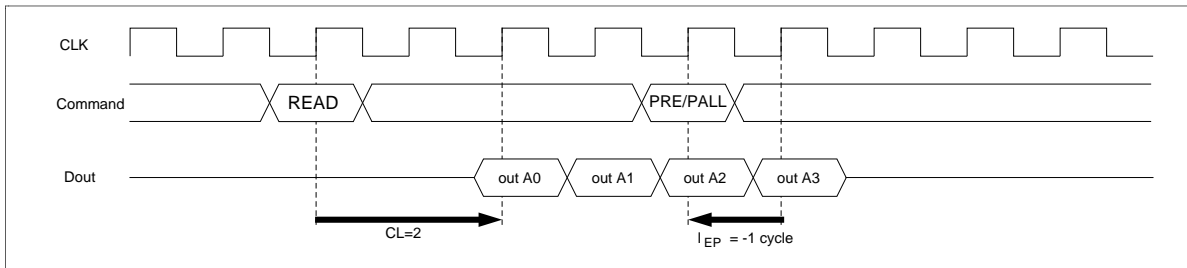 CLK
Command READ PRE/PALL
Dout out A0 out A1 out A2 out A3
CL=2 l EP = -1 cycle